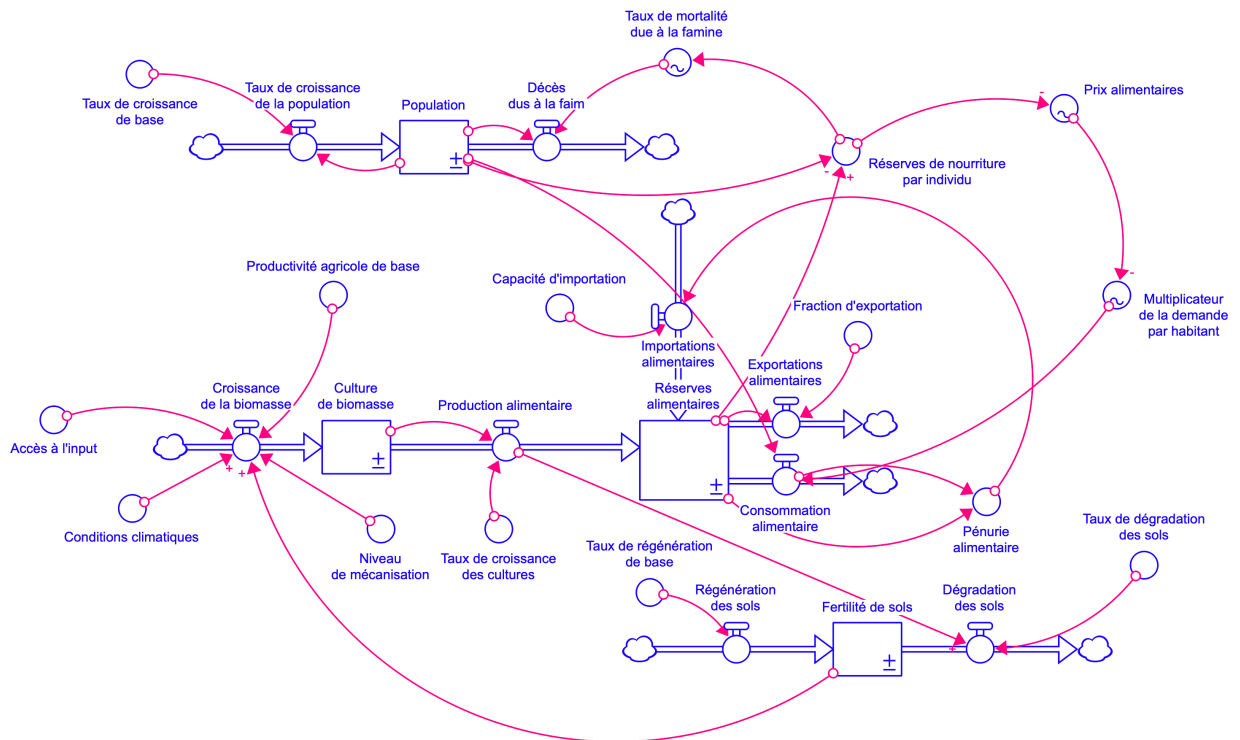 Taux de mortalité
due à la famine
Taux de croissance
de base
Taux de croissance
de la population
Population
Décès
dus à la faim
Prix alimentaires
-
Réserves de nourriture
par individu
-
+
Productivité agricole de base
Capacité d'importation
Fraction d'exportation
-
Multiplicateur
de la demande
par habitant
Importations
alimentaires
Exportations
alimentaires
Croissance
de la biomasse
Culture
de biomasse
Production alimentaire
Réserves
alimentaires
Accès à l'input
+
+
Conditions climatiques
Niveau
de mécanisation
Taux de croissance
des cultures
Consommation
alimentaire
Pénurie
alimentaire
Taux de dégradation
des sols
Taux de régénération
de base
Régénération
des sols
Fertilité de sols
Dégradation
des sols
+